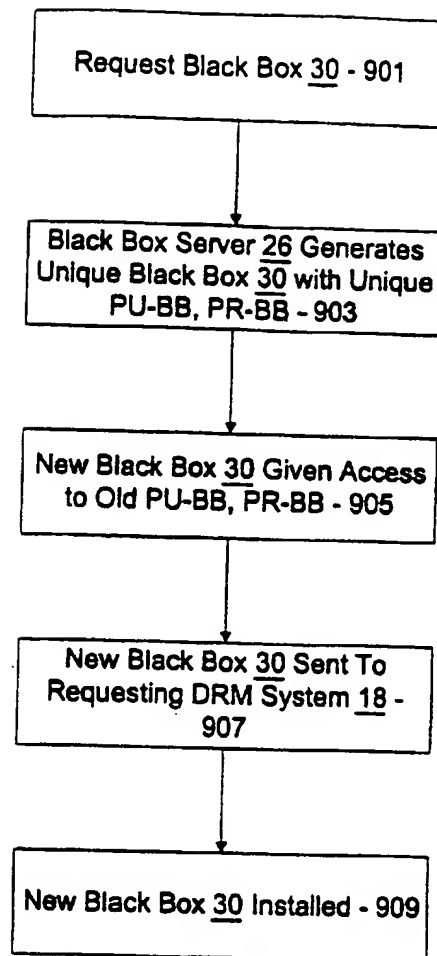 Request Black Box 30 - 901
Black Box Server 26 Generates
Unique Black Box 30 with Unique
PU-BB, PR-BB - 903
New Black Box 30 Given Access
to Old PU-BB, PR-BB - 905
New Black Box 30 Sent To
Requesting DRM System 18 -
907
New Black Box 30 Installed - 909